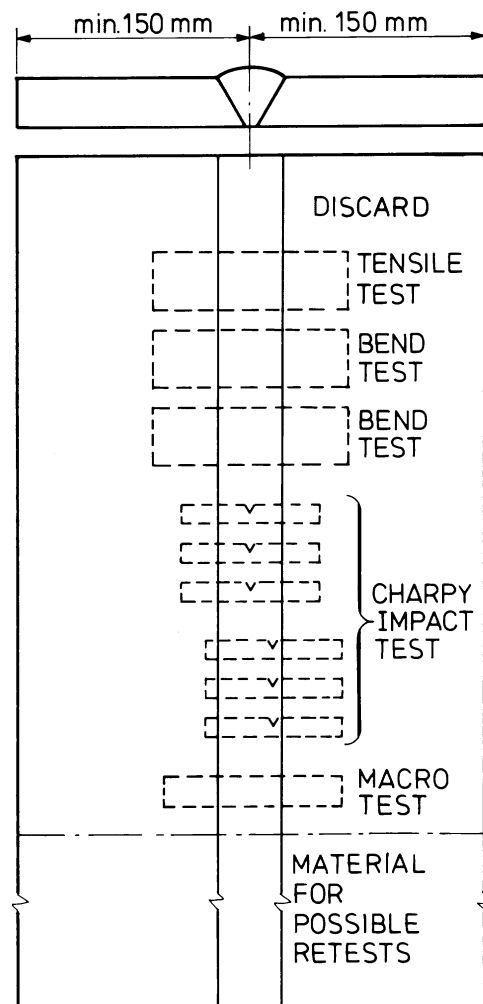 min.150 mm
min. 150 mm
DISCARD
TENSILE
TEST
BEND
TEST
BEND
TEST
CHARPY
IMPACT
TEST
MACRO
TEST
MATERIAL
FOR
POSSIBLE
RETESTS